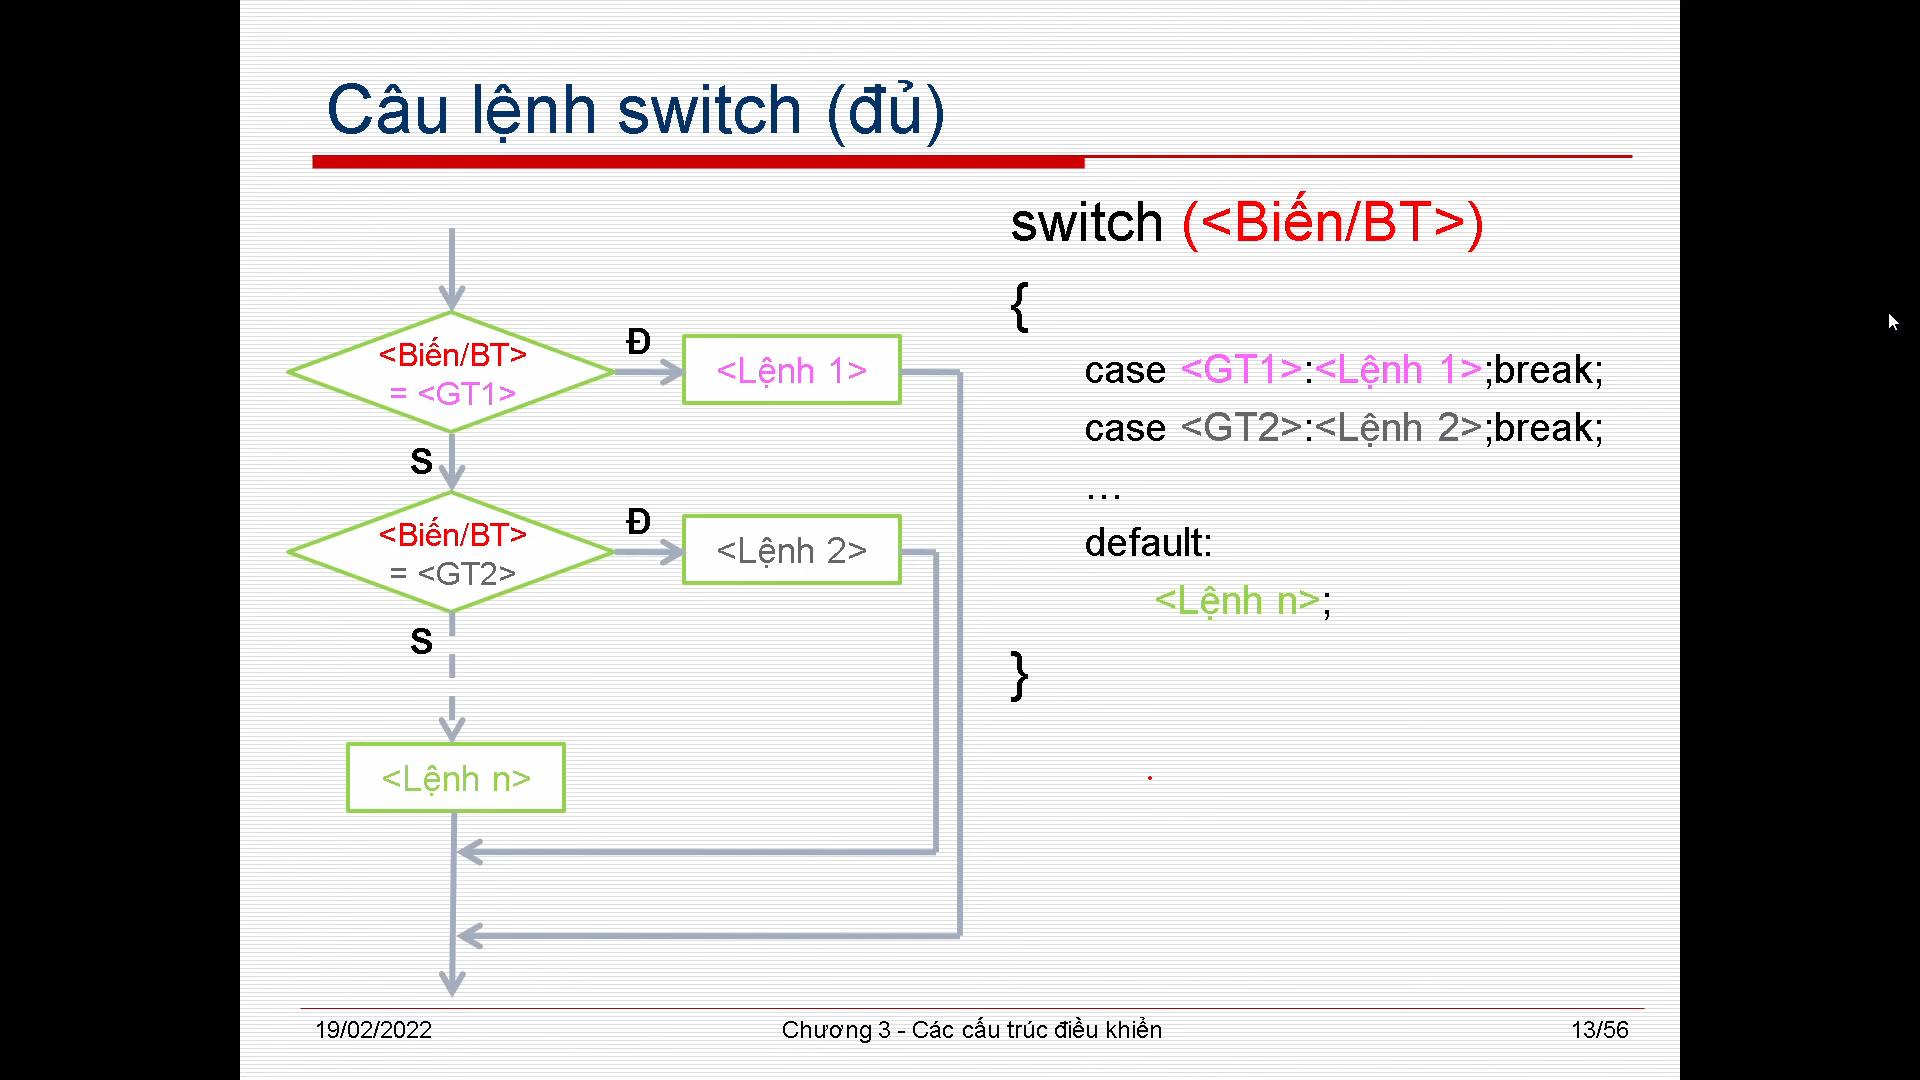 Câu lệnh switch (đủ)
<Biến/BT>
= <GT1>
Đ
<Lệnh 1>
S
<Biến/BT>
= <GT2>
Đ
<Lệnh 2>
S
<Lệnh n>
switch (<Biến/BT>)
{
case <GT1>:<Lệnh 1>;break;
case <GT2>:<Lệnh 2>;break;
…
default:
<Lệnh n>;
}
19/02/2022
Chương 3 - Các cấu trúc điều khiển
13/56